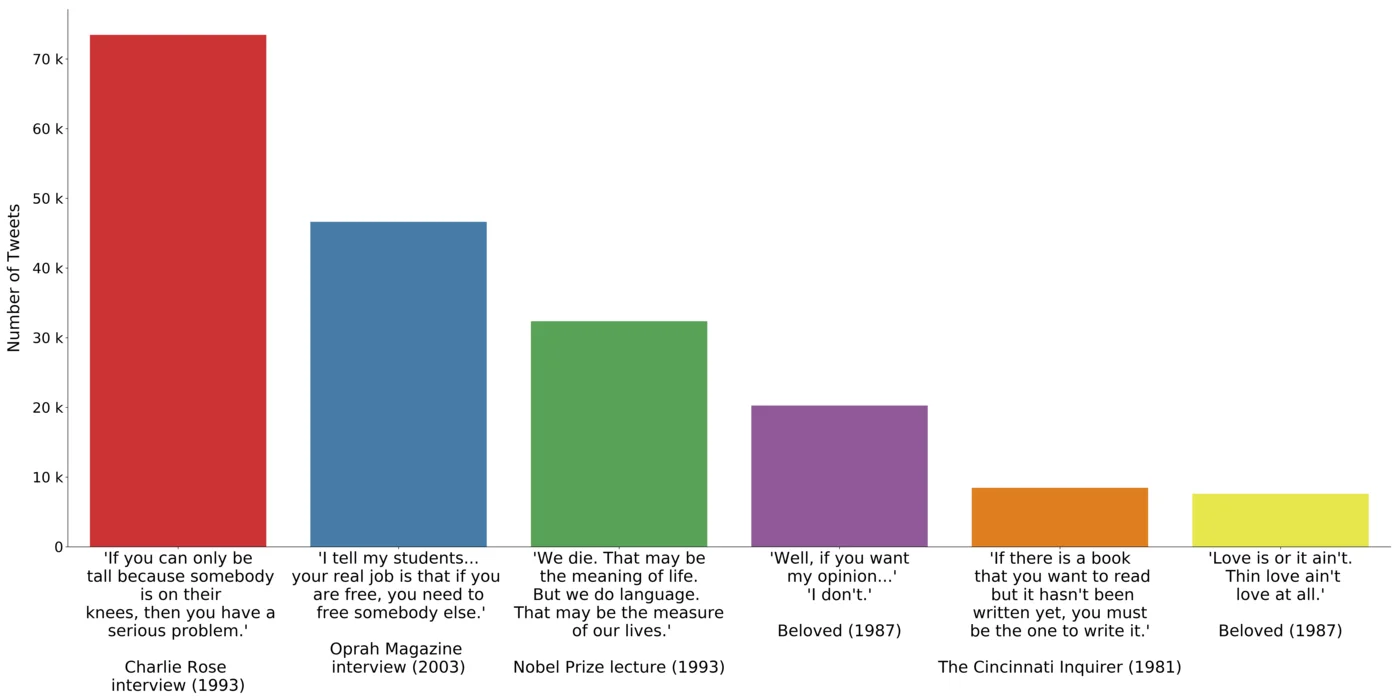 70 k
60 k
50 k
40 k
30 k
20 k
10 k
0
Number of Tweets
'If you can only be
tall because somebody
is on their
knees, then you have a
serious problem.'
Charlie Rose
interview (1993)
'I tell my students...
your real job is that if you
are free, you need to
free somebody else.'
Oprah Magazine
interview (2003)
'We die. That may be
the meaning of life.
But we do language.
That may be the measure
of our lives.'
Nobel Prize lecture (1993)
'Well, if you want
my opinion...'
'I don't.'
Beloved (1987)
'If there is a book
that you want to read
but it hasn't been
written yet, you must
be the one to write it.'
The Cincinnati Inquirer (1981)
'Love is or it ain't.
Thin love ain't
love at all.'
Beloved (1987)